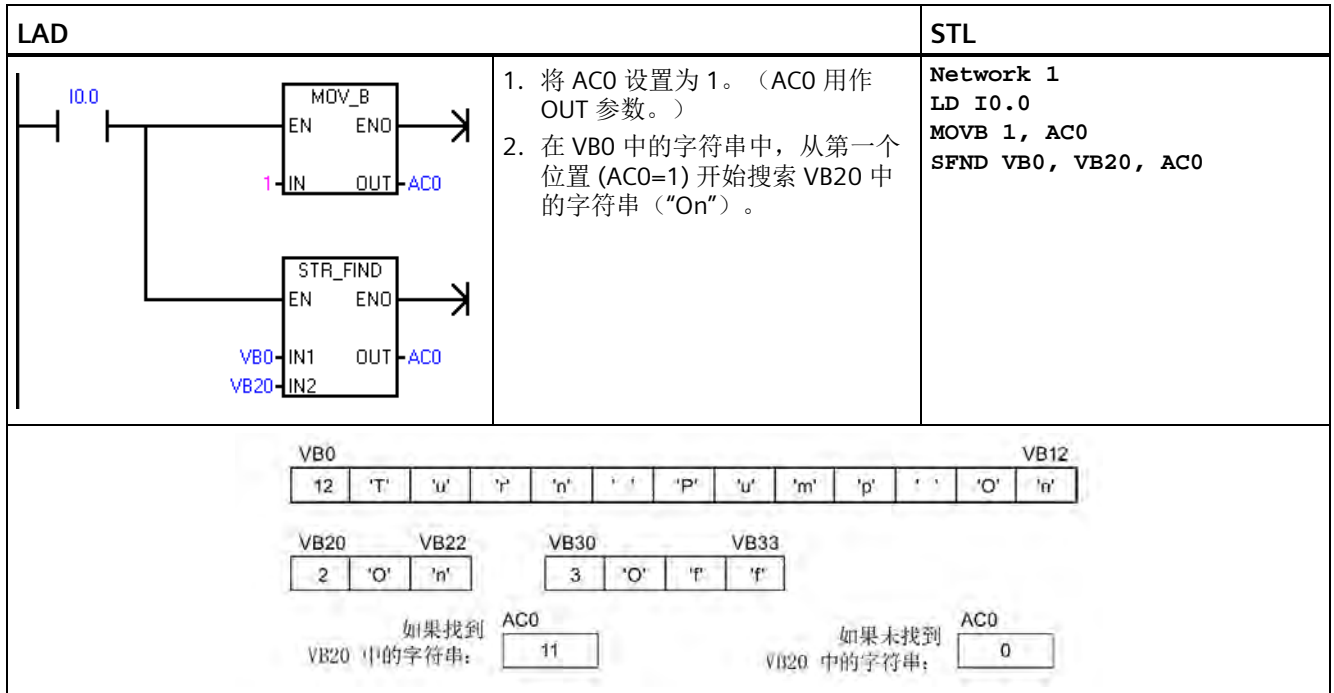 LAD
STL
I0.0
MOV_B
EN ENO
1 IN OUT AC0
STR_FIND
EN ENO
VB0 IN1 OUT AC0
VB20 IN2
1. 将 AC0 设置为 1。（AC0 用作
OUT 参数。）
2. 在 VB0 中的字符串中，从第一个
位置 (AC0=1) 开始搜索 VB20 中
的字符串（"On"）。
Network 1
LD I0.0
MOVB 1, AC0
SFND VB0, VB20, AC0
VB0 VB12
12 'T' 'u' 'r' 'n' ' ' 'P' 'u' 'm' 'p' ' ' 'O' 'n'
VB20 VB22 VB30 VB33
2 'O' 'n' 3 'O' 'f' 'f'
如果找到
VB20 中的字符串：
AC0
11
如果未找到
VB20 中的字符串：
AC0
0